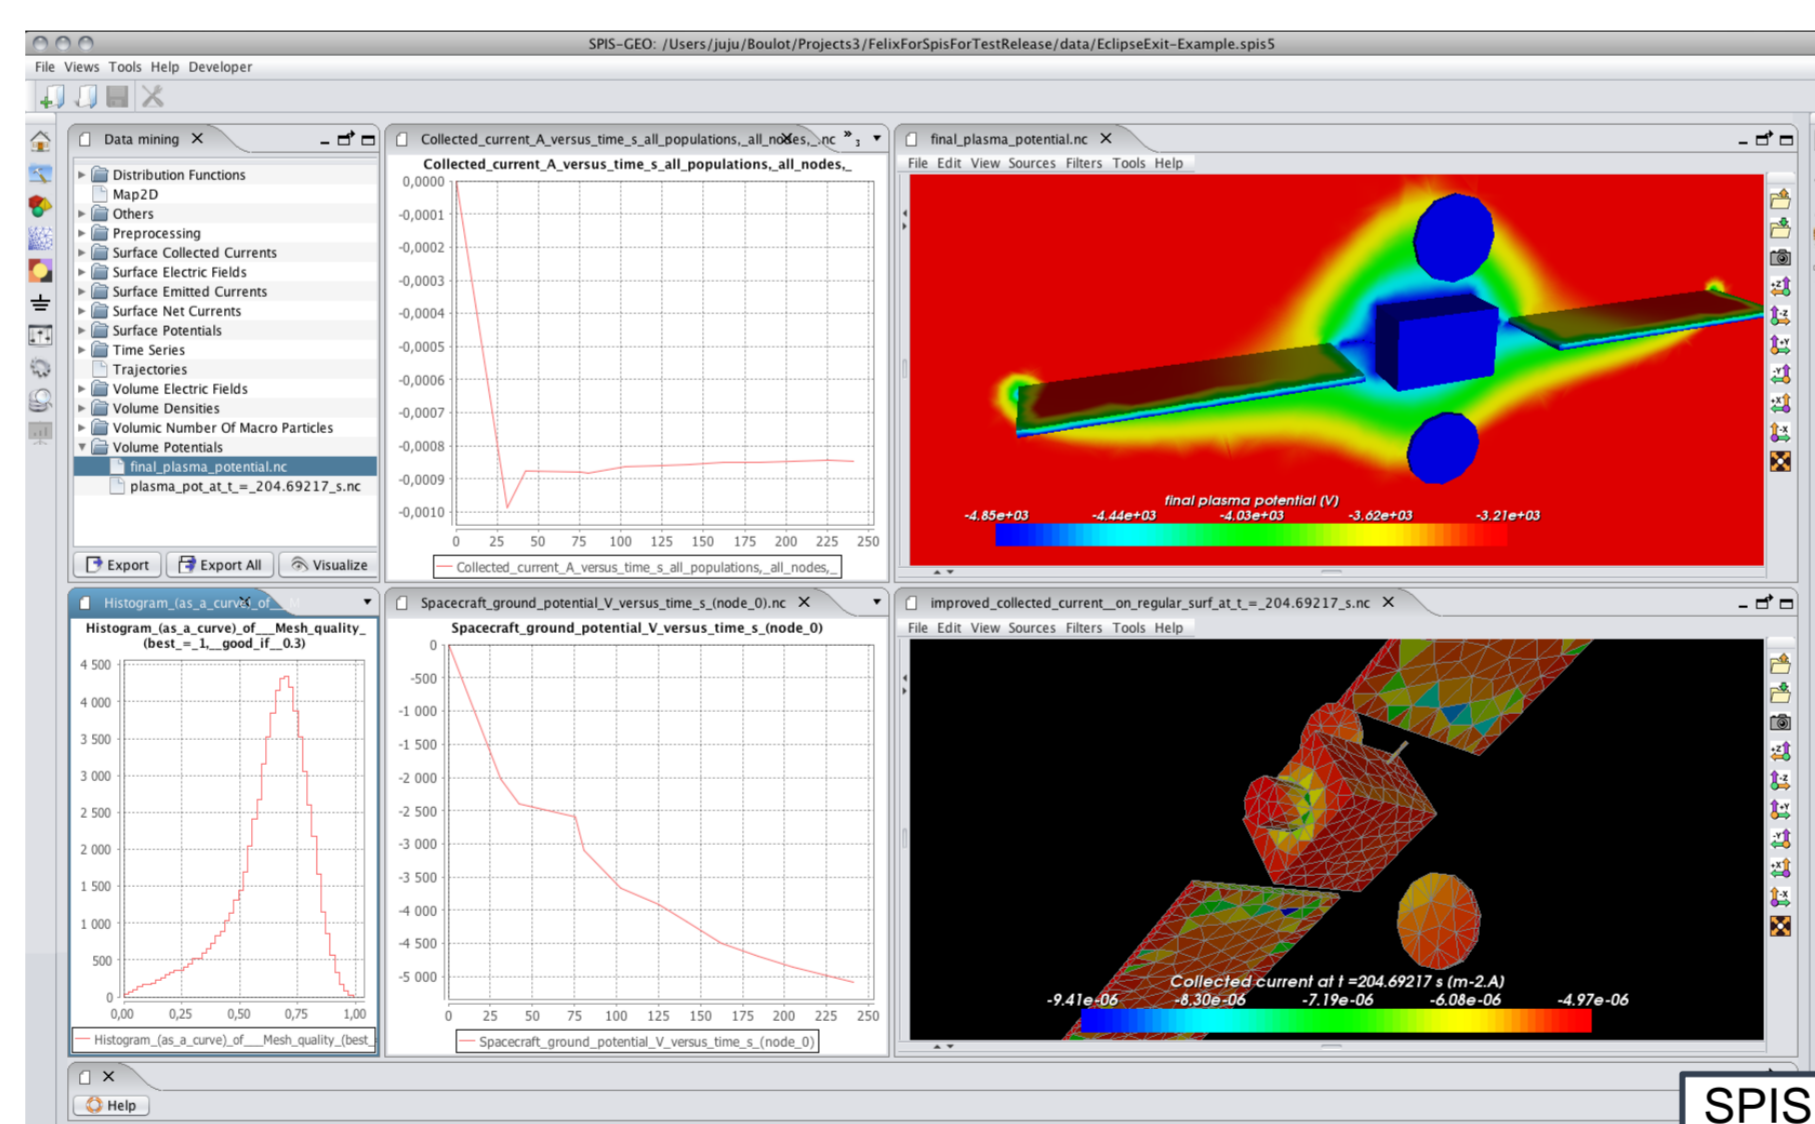 SPIS-GEO: /Users/juju/Boulot/Projects3/FelixForSpisForTestRelease/data/EclipseExit-Example.spis5
File Views Tools Help Developer
Data mining
Distribution Functions
Map2D
Others
Preprocessing
Surface Collected Currents
Surface Electric Fields
Surface Emitted Currents
Surface Net Currents
Surface Potentials
Time Series
Trajectories
Volume Electric Fields
Volume Densities
Volumic Number Of Macro Particles
Volume Potentials
final_plasma_potential.nc
plasma_pot_at_t_=_204.69217_s.nc
Export
Export All
Visualize
Collected_current_A_versus_time_s_all_populations,_all_nodes,_.nc
Collected_current_A_versus_time_s_all_populations,_all_nodes,_
0,0000
-0,0001
-0,0002
-0,0003
-0,0004
-0,0005
-0,0006
-0,0007
-0,0008
-0,0009
-0,0010
0 25 50 75 100 125 150 175 200 225 250
Collected_current_A_versus_time_s_all_populations,_all_nodes,_
final_plasma_potential.nc
File Edit View Sources Filters Tools Help
final plasma potential (V)
-4.85e+03 -4.44e+03 -4.03e+03 -3.62e+03 -3.21e+03
Histogram_(as_a_curve)_of_
Histogram_(as_a_curve)_of___Mesh_quality_
(best_=_1,__good_if__0.3)
4 500
4 000
3 500
3 000
2 500
2 000
1 500
1 000
500
0
0,00 0,25 0,50 0,75 1,00
Histogram_(as_a_curve)_of___Mesh_quality_(best_
Spacecraft_ground_potential_V_versus_time_s_(node_0).nc
Spacecraft_ground_potential_V_versus_time_s_(node_0)
0
-500
-1 000
-1 500
-2 000
-2 500
-3 000
-3 500
-4 000
-4 500
-5 000
0 25 50 75 100 125 150 175 200 225 250
Spacecraft_ground_potential_V_versus_time_s_(node_0)
improved_collected_current__on_regular_surf_at_t_=_204.69217_s.nc
File Edit View Sources Filters Tools Help
Collected current at t =204.69217 s (m-2.A)
-9.41e-06 -8.30e-06 -7.19e-06 -6.08e-06 -4.97e-06
Help
SPIS